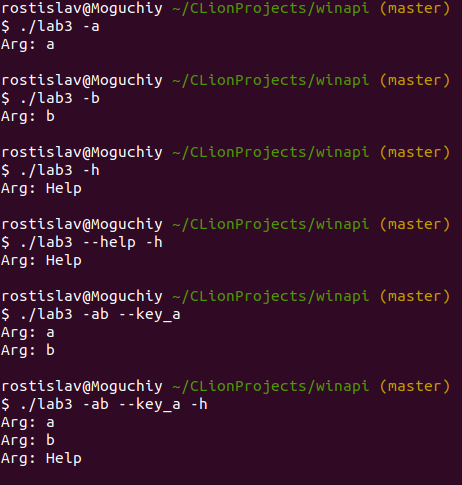 rostislav@Moguchiy ~/CLionProjects/winapi (master)
$ ./lab3 -a
Arg: a
rostislav@Moguchiy ~/CLionProjects/winapi (master)
$ ./lab3 -b
Arg: b
rostislav@Moguchiy ~/CLionProjects/winapi (master)
$ ./lab3 -h
Arg: Help
rostislav@Moguchiy ~/CLionProjects/winapi (master)
$ ./lab3 --help -h
Arg: Help
rostislav@Moguchiy ~/CLionProjects/winapi (master)
$ ./lab3 -ab --key_a
Arg: a
Arg: b
rostislav@Moguchiy ~/CLionProjects/winapi (master)
$ ./lab3 -ab --key_a -h
Arg: a
Arg: b
Arg: Help